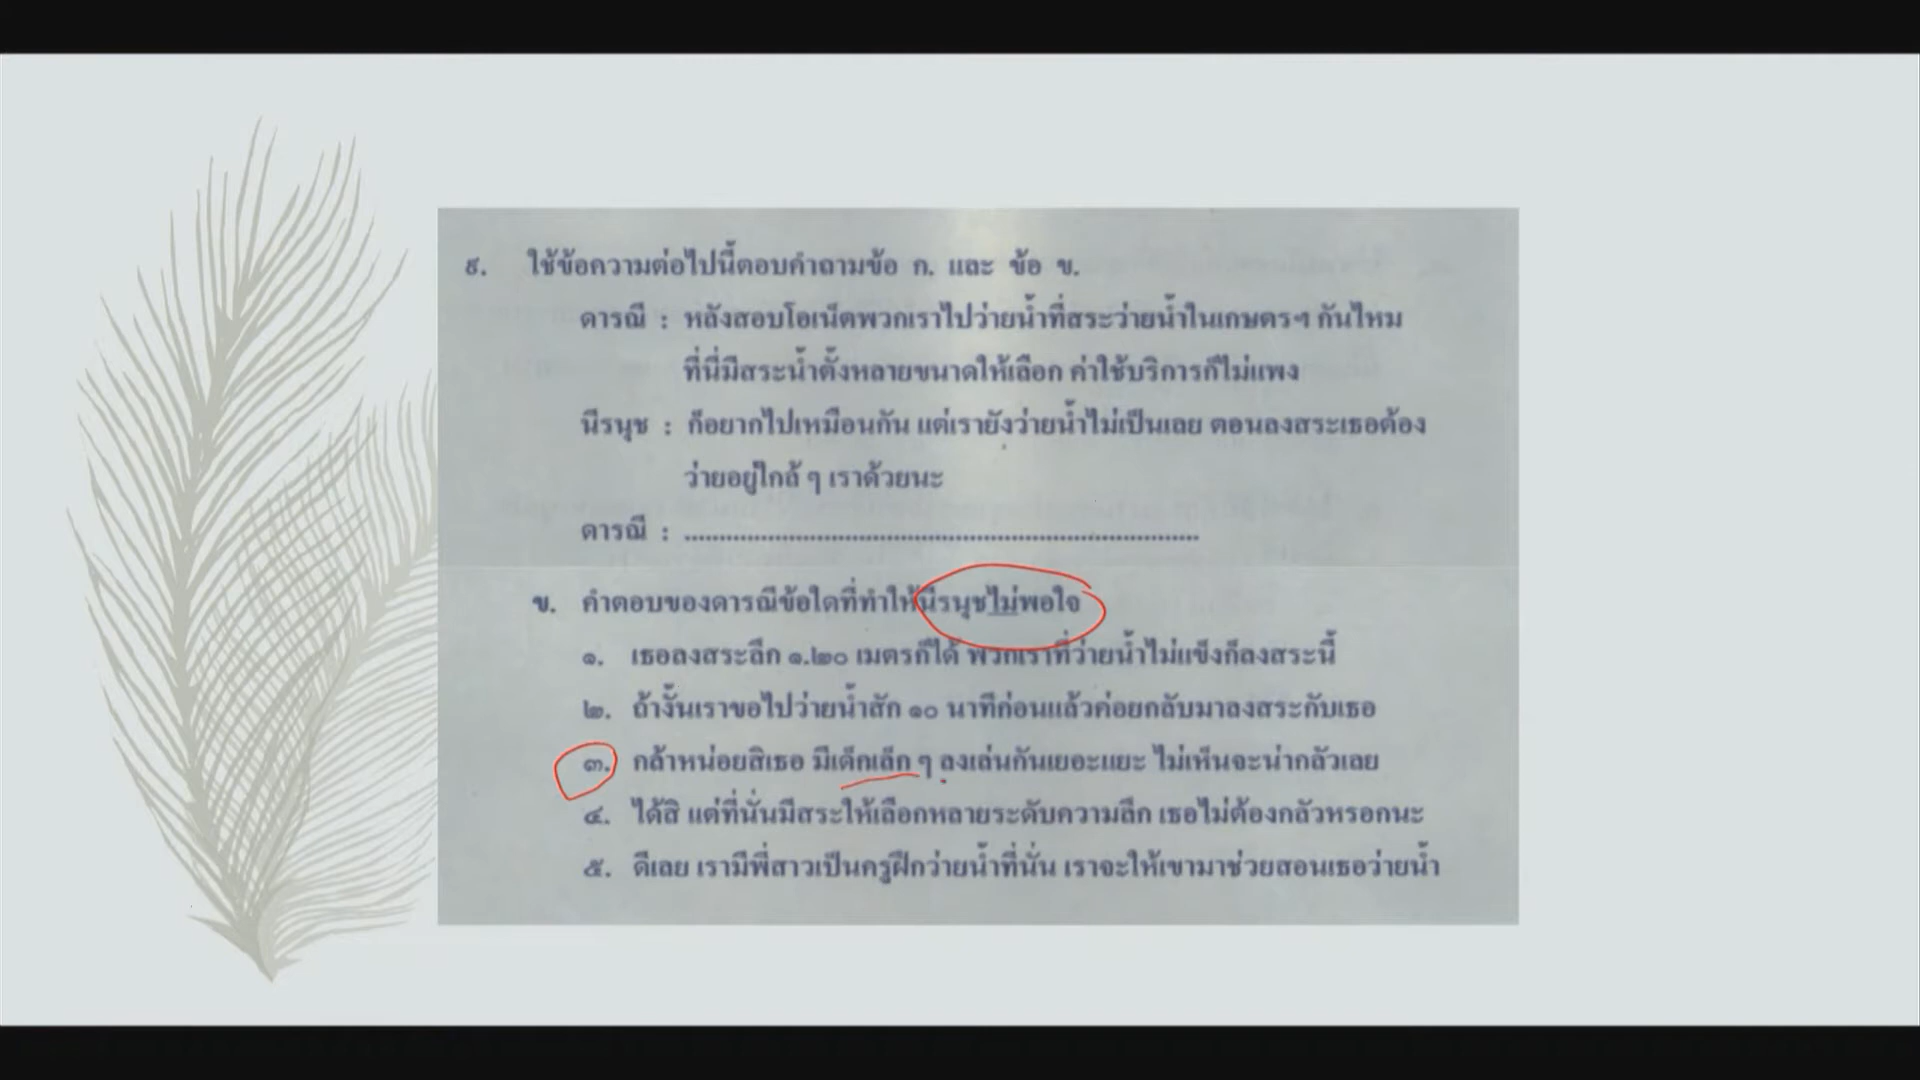 ๕. ใช้ข้อความต่อไปนี้ตอบคำถามข้อ ก. และ ข้อ ข.
ดารณี : หลังสอบโอเน็ตพวกเราไปว่ายน้ำที่สระว่ายน้ำในเกษตรฯ กันไหม
ที่นี่มีสระน้ำตั้งหลายขนาดให้เลือก ค่าใช้บริการก็ไม่แพง
นีรนุช : ก็อยากไปเหมือนกัน แต่เรายังว่ายน้ำไม่เป็นเลย ตอนลงสระเธอต้อง
ว่ายอยู่ใกล้ ๆ เราด้วยนะ
ดารณี : ..........................................................................
ข. คำตอบของดารณีข้อใดที่ทำให้นีรนุชไม่พอใจ
๑. เธอลงสระลึก ๑.๒๐ เมตรก็ได้ พวกเราที่ว่ายน้ำไม่แข็งก็ลงสระนี้
๒. ถ้างั้นเราขอไปว่ายน้ำสัก ๑๐ นาทีก่อนแล้วค่อยกลับมาลงสระกับเธอ
๓. กล้าหน่อยสิเธอ มีเด็กเล็ก ๆ ลงเล่นกันเยอะแยะ ไม่เห็นจะน่ากลัวเลย
๔. ได้สิ แต่ที่นั่นมีสระให้เลือกหลายระดับความลึก เธอไม่ต้องกลัวหรอกนะ
๕. ดีเลย เรามีพี่สาวเป็นครูฝึกว่ายน้ำที่นั่น เราจะให้เขามาช่วยสอนเธอว่ายน้ำ